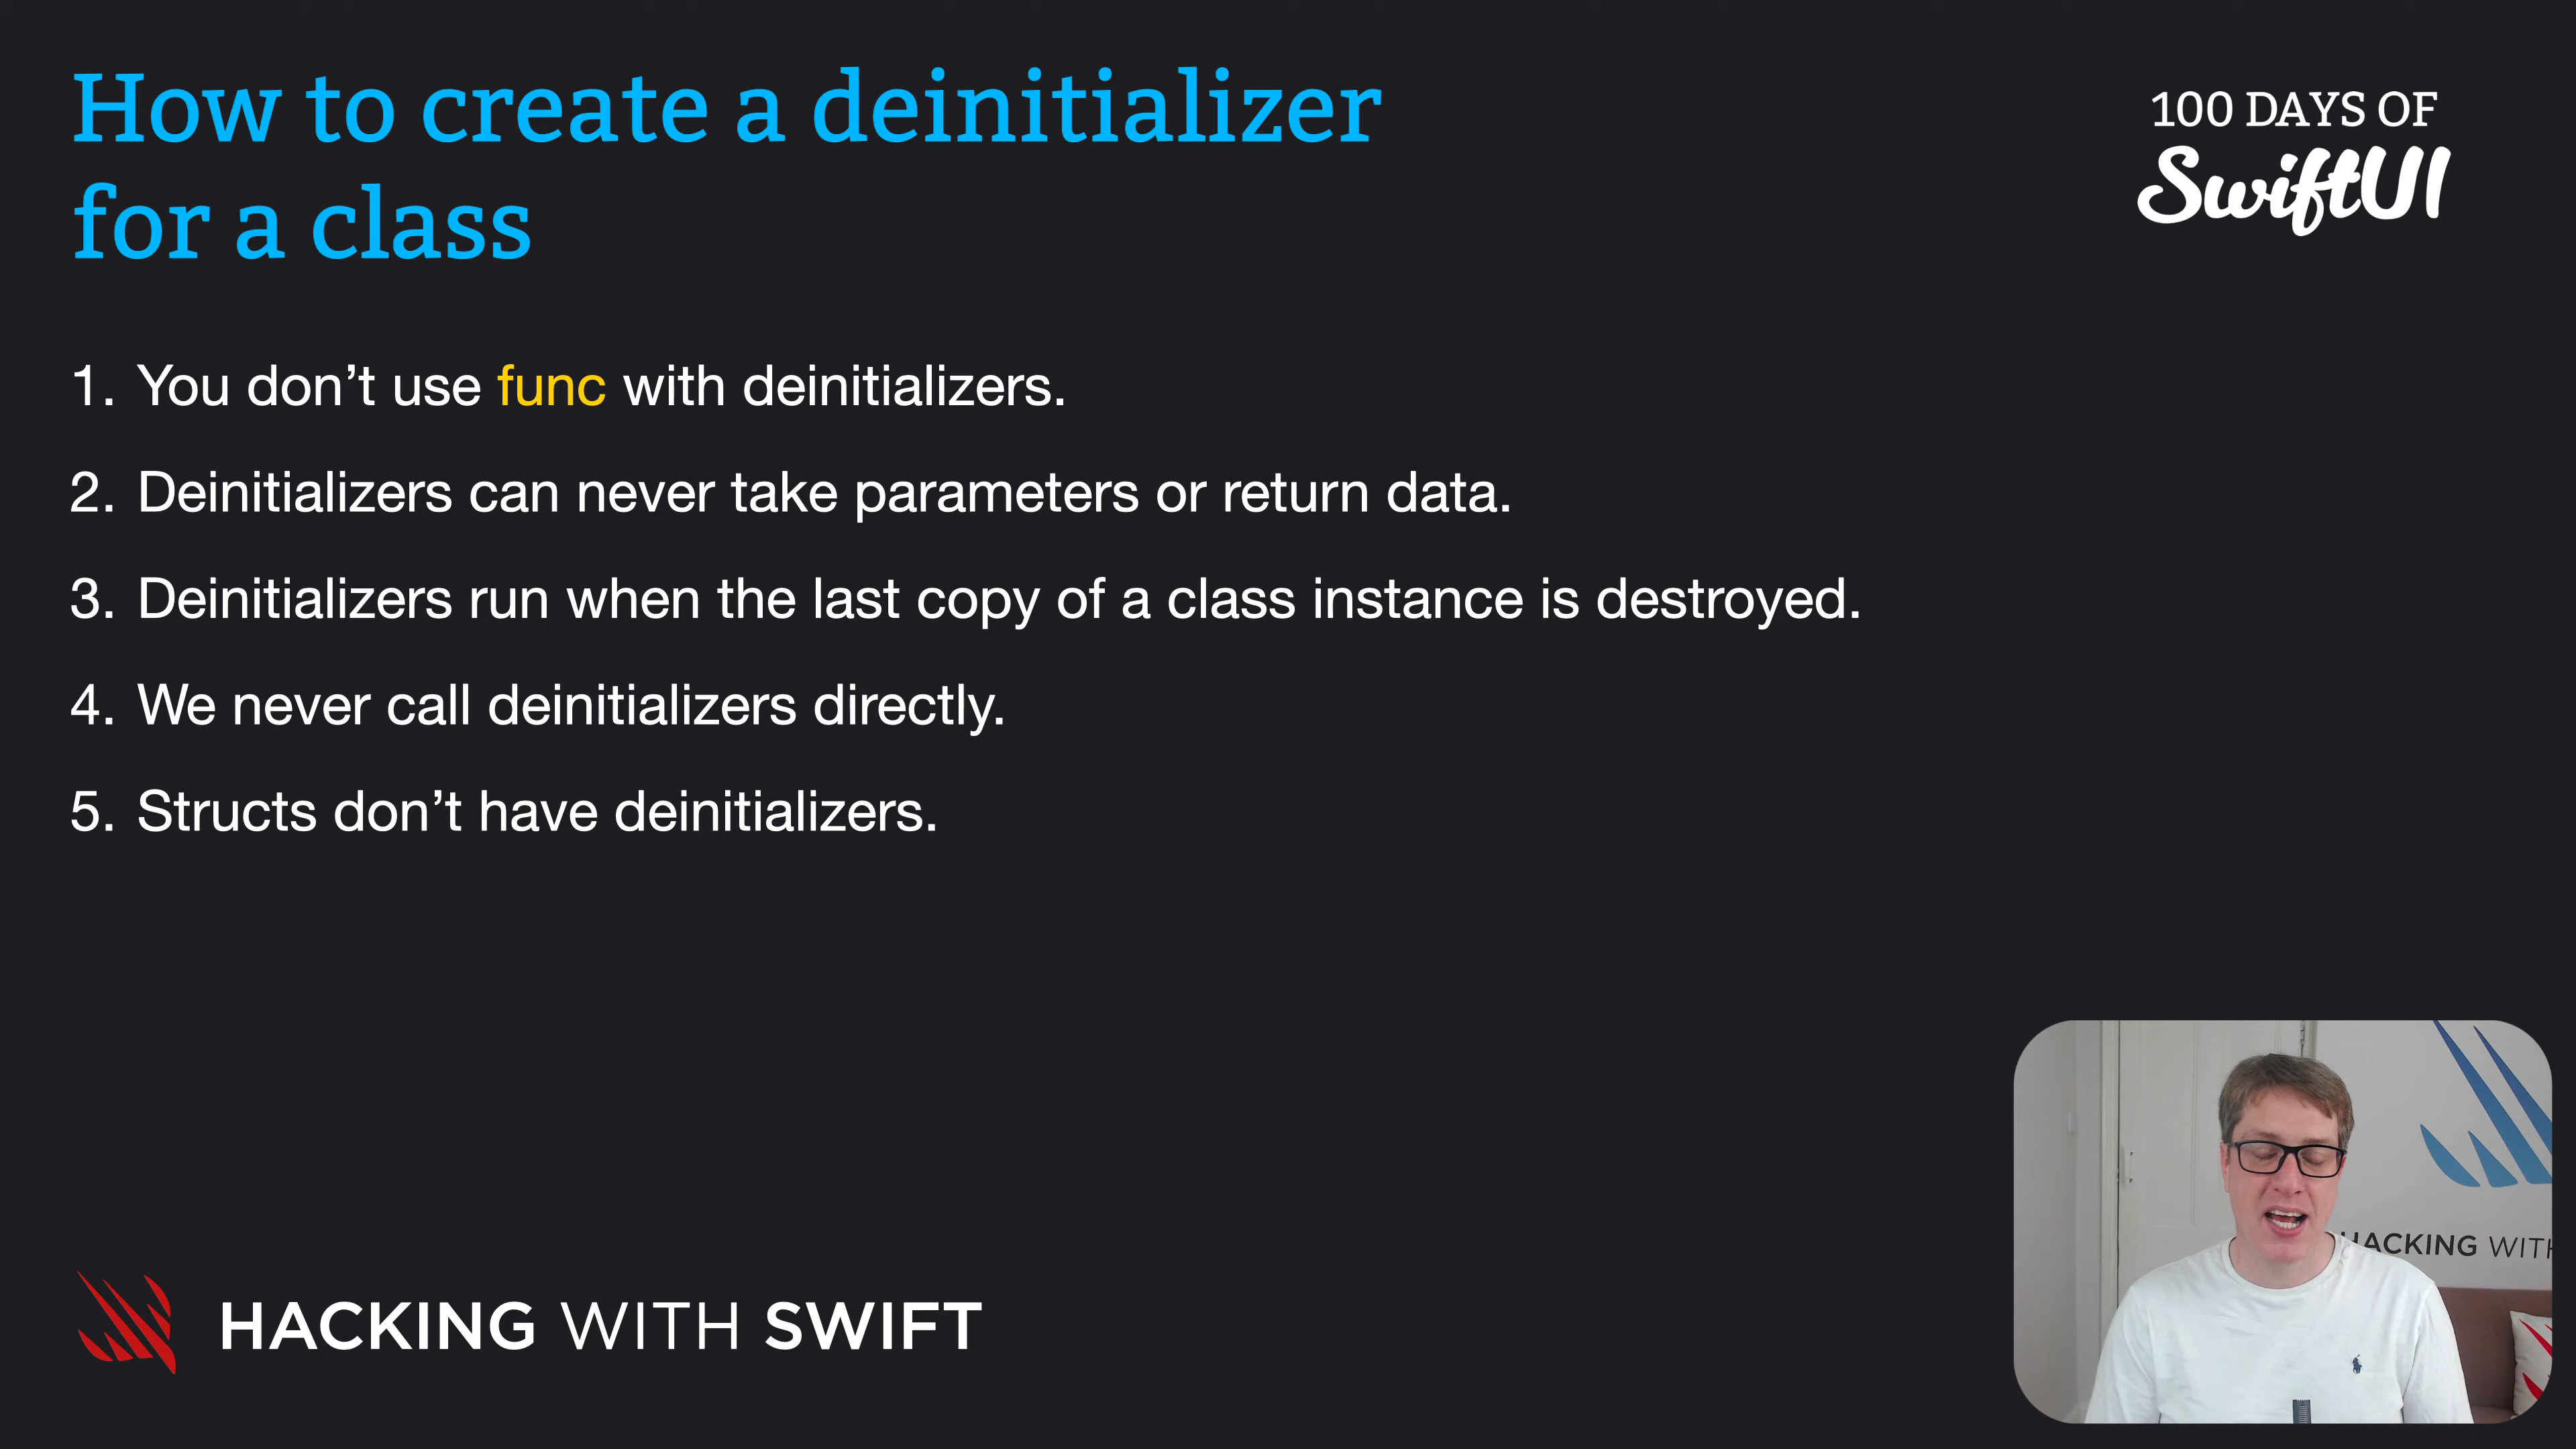 How to create a deinitializer
for a class
100 DAYS OF
SwiftUI
1. You don’t use func with deinitializers.
2. Deinitializers can never take parameters or return data.
3. Deinitializers run when the last copy of a class instance is destroyed.
4. We never call deinitializers directly.
5. Structs don’t have deinitializers.
HACKING WITH SWIFT
HACKING WITH